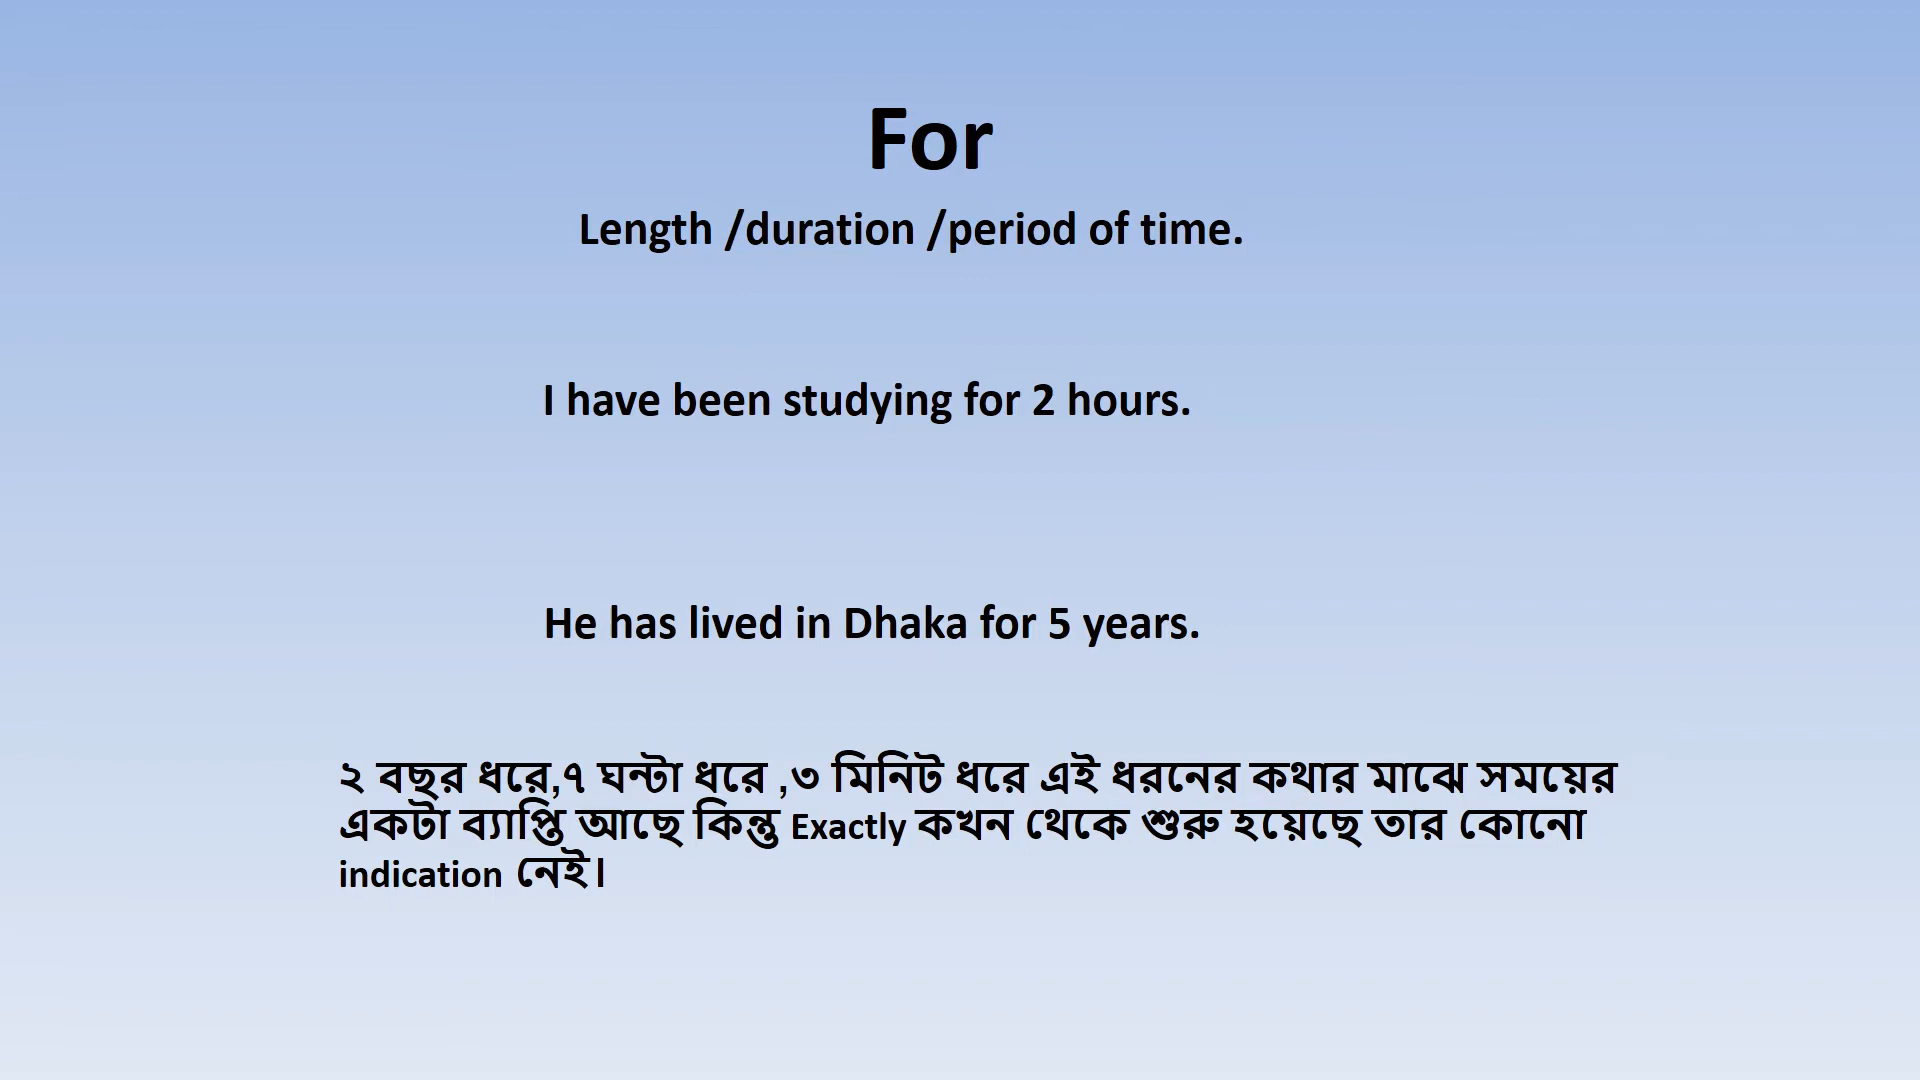 For
Length /duration /period of time.
I have been studying for 2 hours.
He has lived in Dhaka for 5 years.
২ বছর ধরে,৭ ঘন্টা ধরে ,৩ মিনিট ধরে এই ধরনের কথার মাঝে সময়ের
একটা ব্যাপ্তি আছে কিন্তু Exactly কখন থেকে শুরু হয়েছে তার কোনো
indication নেই।